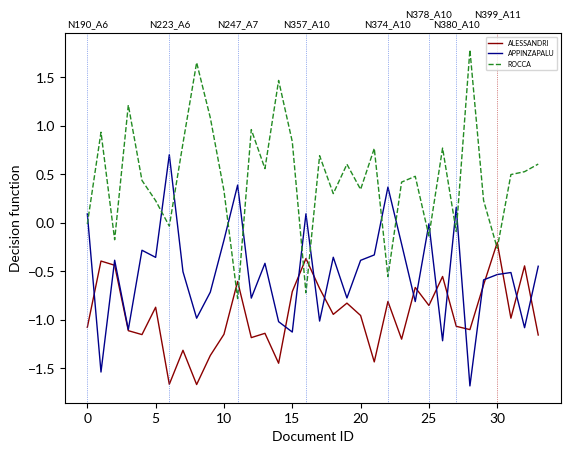 N378_A10 N399_A11
N190_A6 N223_A6 N247_A7 N357_A10 N374_A10 N380_A10
ALESSANDRI
APPINZAPALU
ROCCA
1.5
1.0
0.5
0.0
−0.5
−1.0
−1.5
Decision function
0 5 10 15 20 25 30
Document ID